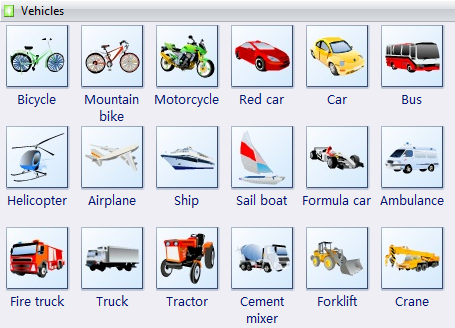 Vehicles
Bicycle
Mountain
bike
Motorcycle
Red car
Car
Bus
Helicopter
Airplane
Ship
Sail boat
Formula car
Ambulance
Fire truck
Truck
Tractor
Cement
mixer
Forklift
Crane